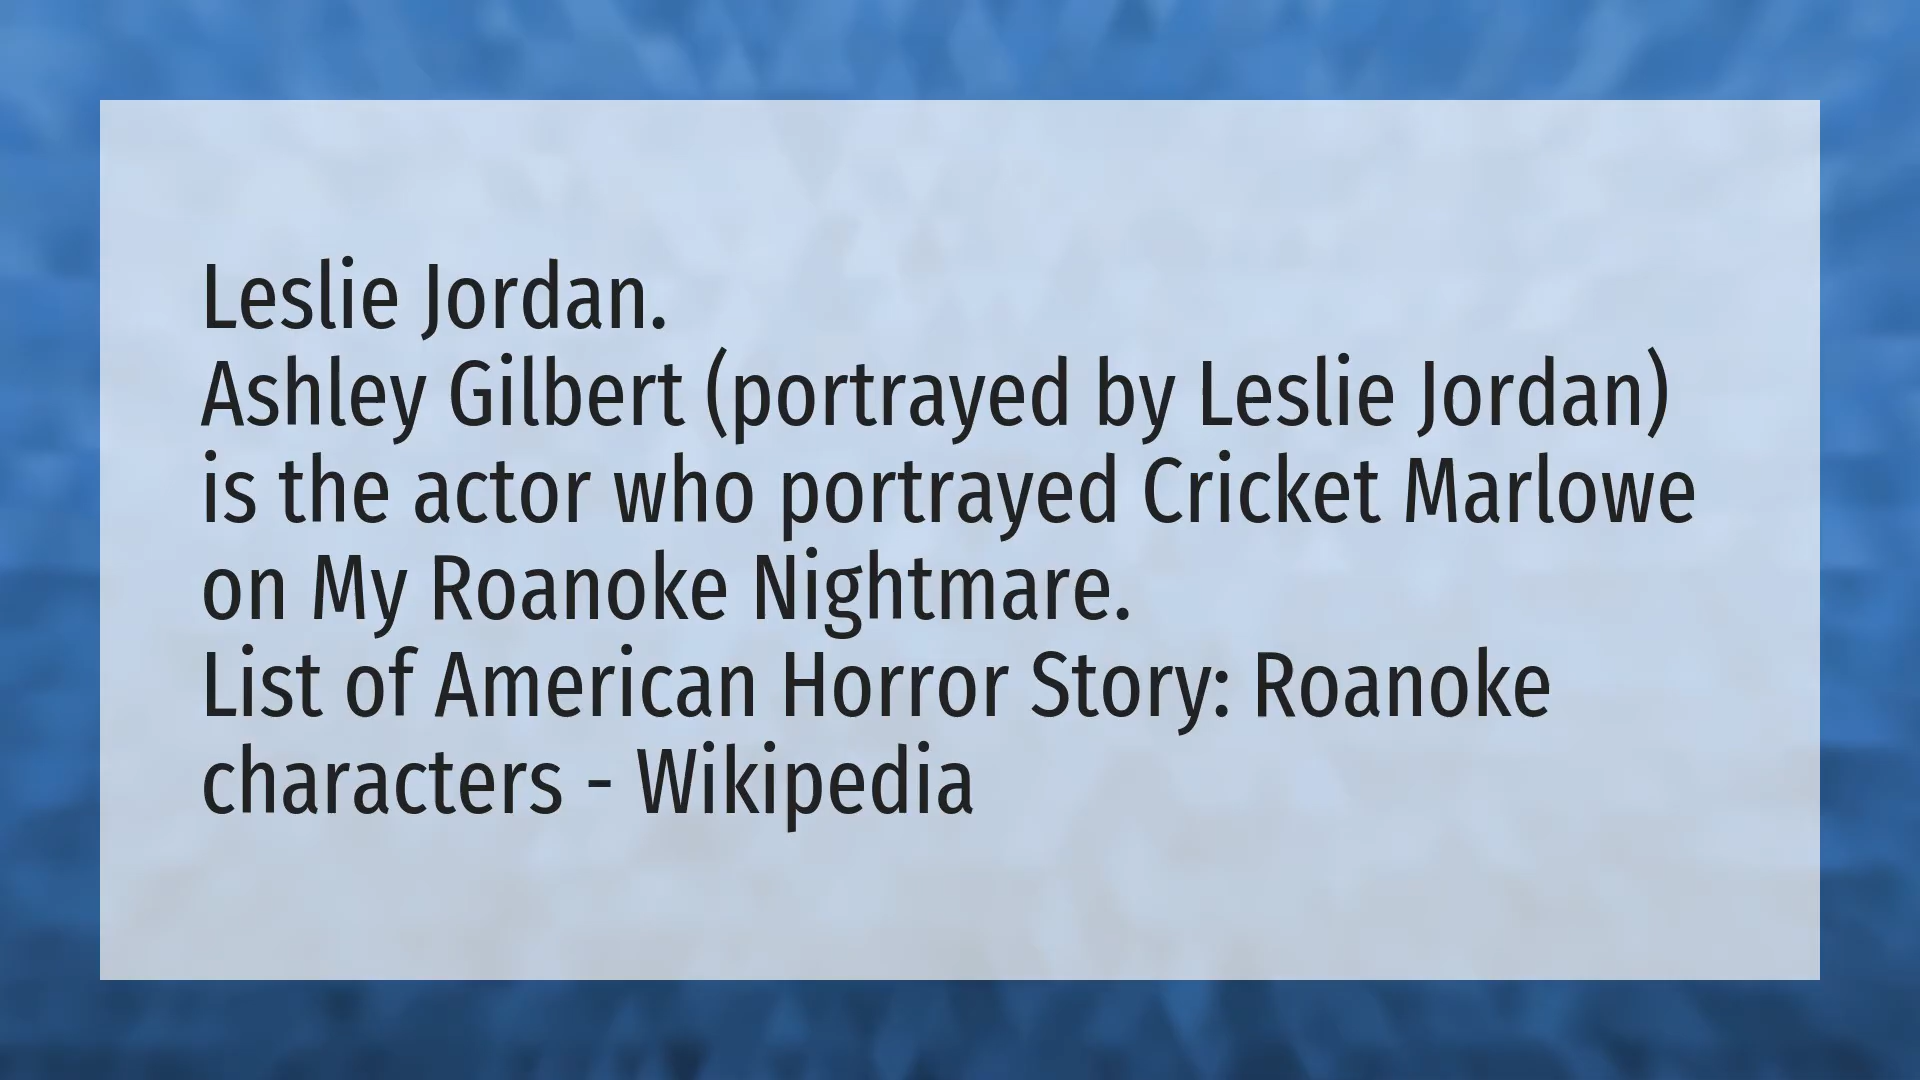 Leslie Jordan.
Ashley Gilbert (portrayed by Leslie Jordan)
is the actor who portrayed Cricket Marlowe
on My Roanoke Nightmare.
List of American Horror Story: Roanoke
characters - Wikipedia